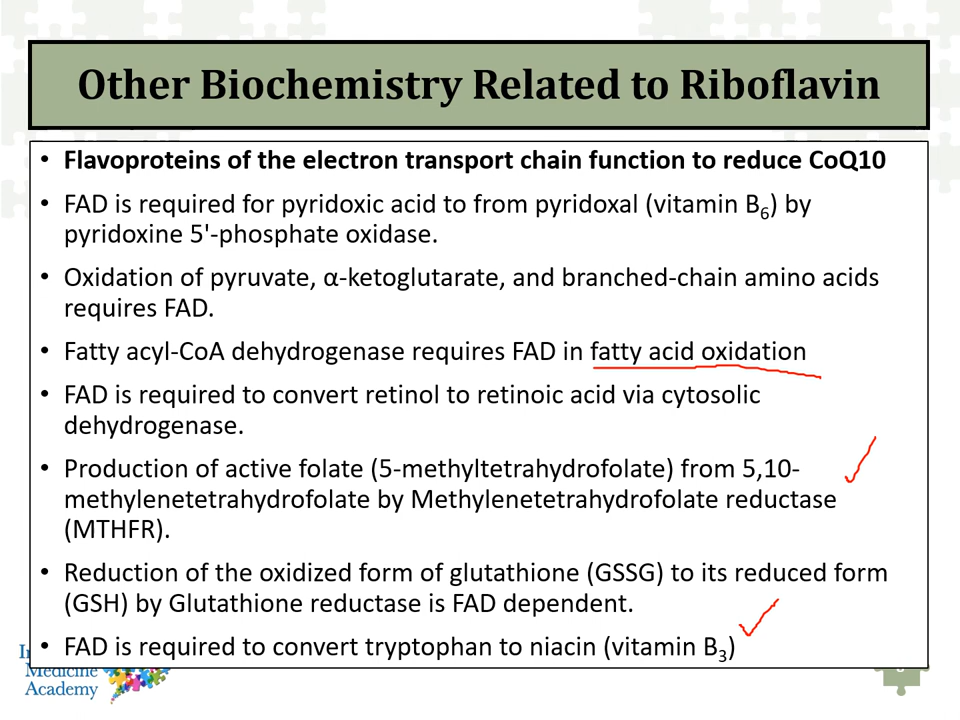 Other Biochemistry Related to Riboflavin
• Flavoproteins of the electron transport chain function to reduce CoQ10
• FAD is required for pyridoxic acid to from pyridoxal (vitamin B6) by
pyridoxine 5'-phosphate oxidase.
• Oxidation of pyruvate, α-ketoglutarate, and branched-chain amino acids
requires FAD.
• Fatty acyl-CoA dehydrogenase requires FAD in fatty acid oxidation
• FAD is required to convert retinol to retinoic acid via cytosolic
dehydrogenase.
• Production of active folate (5-methyltetrahydrofolate) from 5,10-
methylenetetrahydrofolate by Methylenetetrahydrofolate reductase
(MTHFR).
• Reduction of the oxidized form of glutathione (GSSG) to its reduced form
(GSH) by Glutathione reductase is FAD dependent.
• FAD is required to convert tryptophan to niacin (vitamin B3)
Medicine
Academy